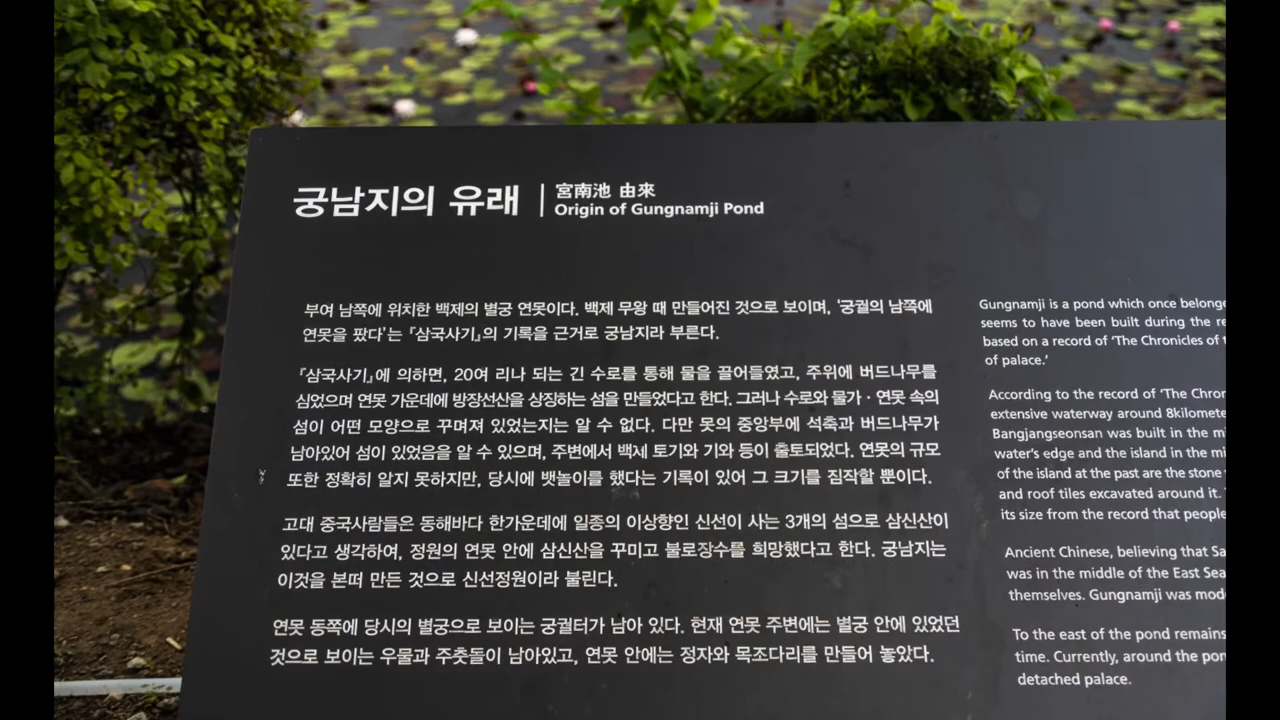 궁남지의 유래
宮南池 由來
Origin of Gungnamji Pond
부여 남쪽에 위치한 백제의 별궁 연못이다. 백제 무왕 때 만들어진 것으로 보이며, '궁궐의 남쪽에
연못을 팠다'는 『삼국사기』의 기록을 근거로 궁남지라 부른다.
『삼국사기』에 의하면, 20여 리나 되는 긴 수로를 통해 물을 끌어들였고, 주위에 버드나무를
심었으며 연못 가운데에 방장선산을 상징하는 섬을 만들었다고 한다. 그러나 수로와 물가 · 연못 속의
섬이 어떤 모양으로 꾸며져 있었는지는 알 수 없다. 다만 못의 중앙부에 석축과 버드나무가
남아있어 섬이 있었음을 알 수 있으며, 주변에서 백제 토기와 기와 등이 출토되었다. 연못의 규모
또한 정확히 알지 못하지만, 당시에 뱃놀이를 했다는 기록이 있어 그 크기를 짐작할 뿐이다.
고대 중국사람들은 동해바다 한가운데에 일종의 이상향인 신선이 사는 3개의 섬으로 삼신산이
있다고 생각하여, 정원의 연못 안에 삼신산을 꾸미고 불로장수를 희망했다고 한다. 궁남지는
이것을 본떠 만든 것으로 신선정원이라 불린다.
연못 동쪽에 당시의 별궁으로 보이는 궁궐터가 남아 있다. 현재 연못 주변에는 별궁 안에 있었던
것으로 보이는 우물과 주춧돌이 남아있고, 연못 안에는 정자와 목조다리를 만들어 놓았다.
Gungnamji is a pond which once belonge
seems to have been built during the re
based on a record of 'The Chronicles of t
of palace.'
According to the record of 'The Chron
extensive waterway around 8kilomete
Bangjangseonsan was built in the mi
water's edge and the island in the mi
of the island at the past are the stone
and roof tiles excavated around it.
its size from the record that people
Ancient Chinese, believing that Sa
was in the middle of the East Sea
themselves. Gungnamji was mod
To the east of the pond remains
time. Currently, around the pon
detached palace.